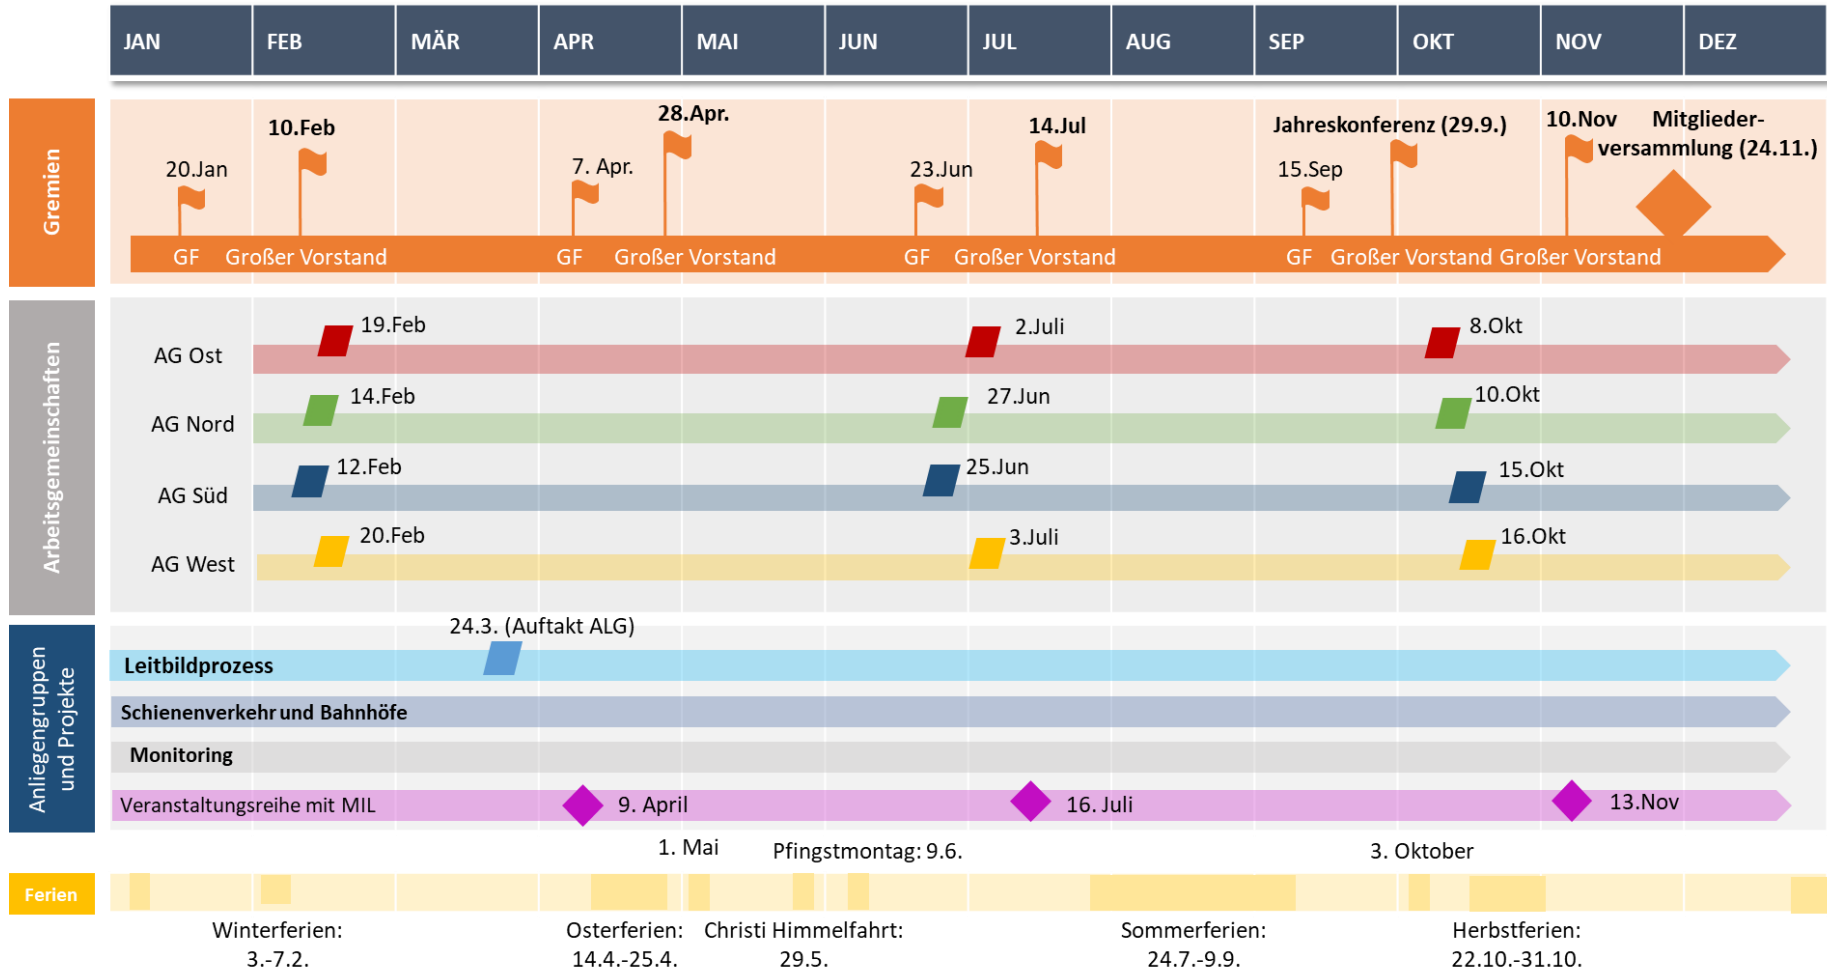 JAN FEB MÄR APR MAI JUN JUL AUG SEP OKT NOV DEZ
Gremien
20.Jan
10.Feb
7. Apr.
28.Apr.
23.Jun
14.Jul
15.Sep
Jahreskonferenz (29.9.)
10.Nov
Mitglieder-
versammlung (24.11.)
GF Großer Vorstand GF Großer Vorstand GF Großer Vorstand GF Großer Vorstand Großer Vorstand
Arbeitsgemeinschaften
AG Ost 19.Feb 2.Juli 8.Okt
AG Nord 14.Feb 27.Jun 10.Okt
AG Süd 12.Feb 25.Jun 15.Okt
AG West 20.Feb 3.Juli 16.Okt
Anliegengruppen
und Projekte
24.3. (Auftakt ALG)
Leitbildprozess
Schienenverkehr und Bahnhöfe
Monitoring
Veranstaltungsreihe mit MIL 9. April 16. Juli 13.Nov
1. Mai Pfingstmontag: 9.6. 3. Oktober
Ferien
Winterferien:
3.-7.2.
Osterferien:
14.4.-25.4.
Christi Himmelfahrt:
29.5.
Sommerferien:
24.7.-9.9.
Herbstferien:
22.10.-31.10.